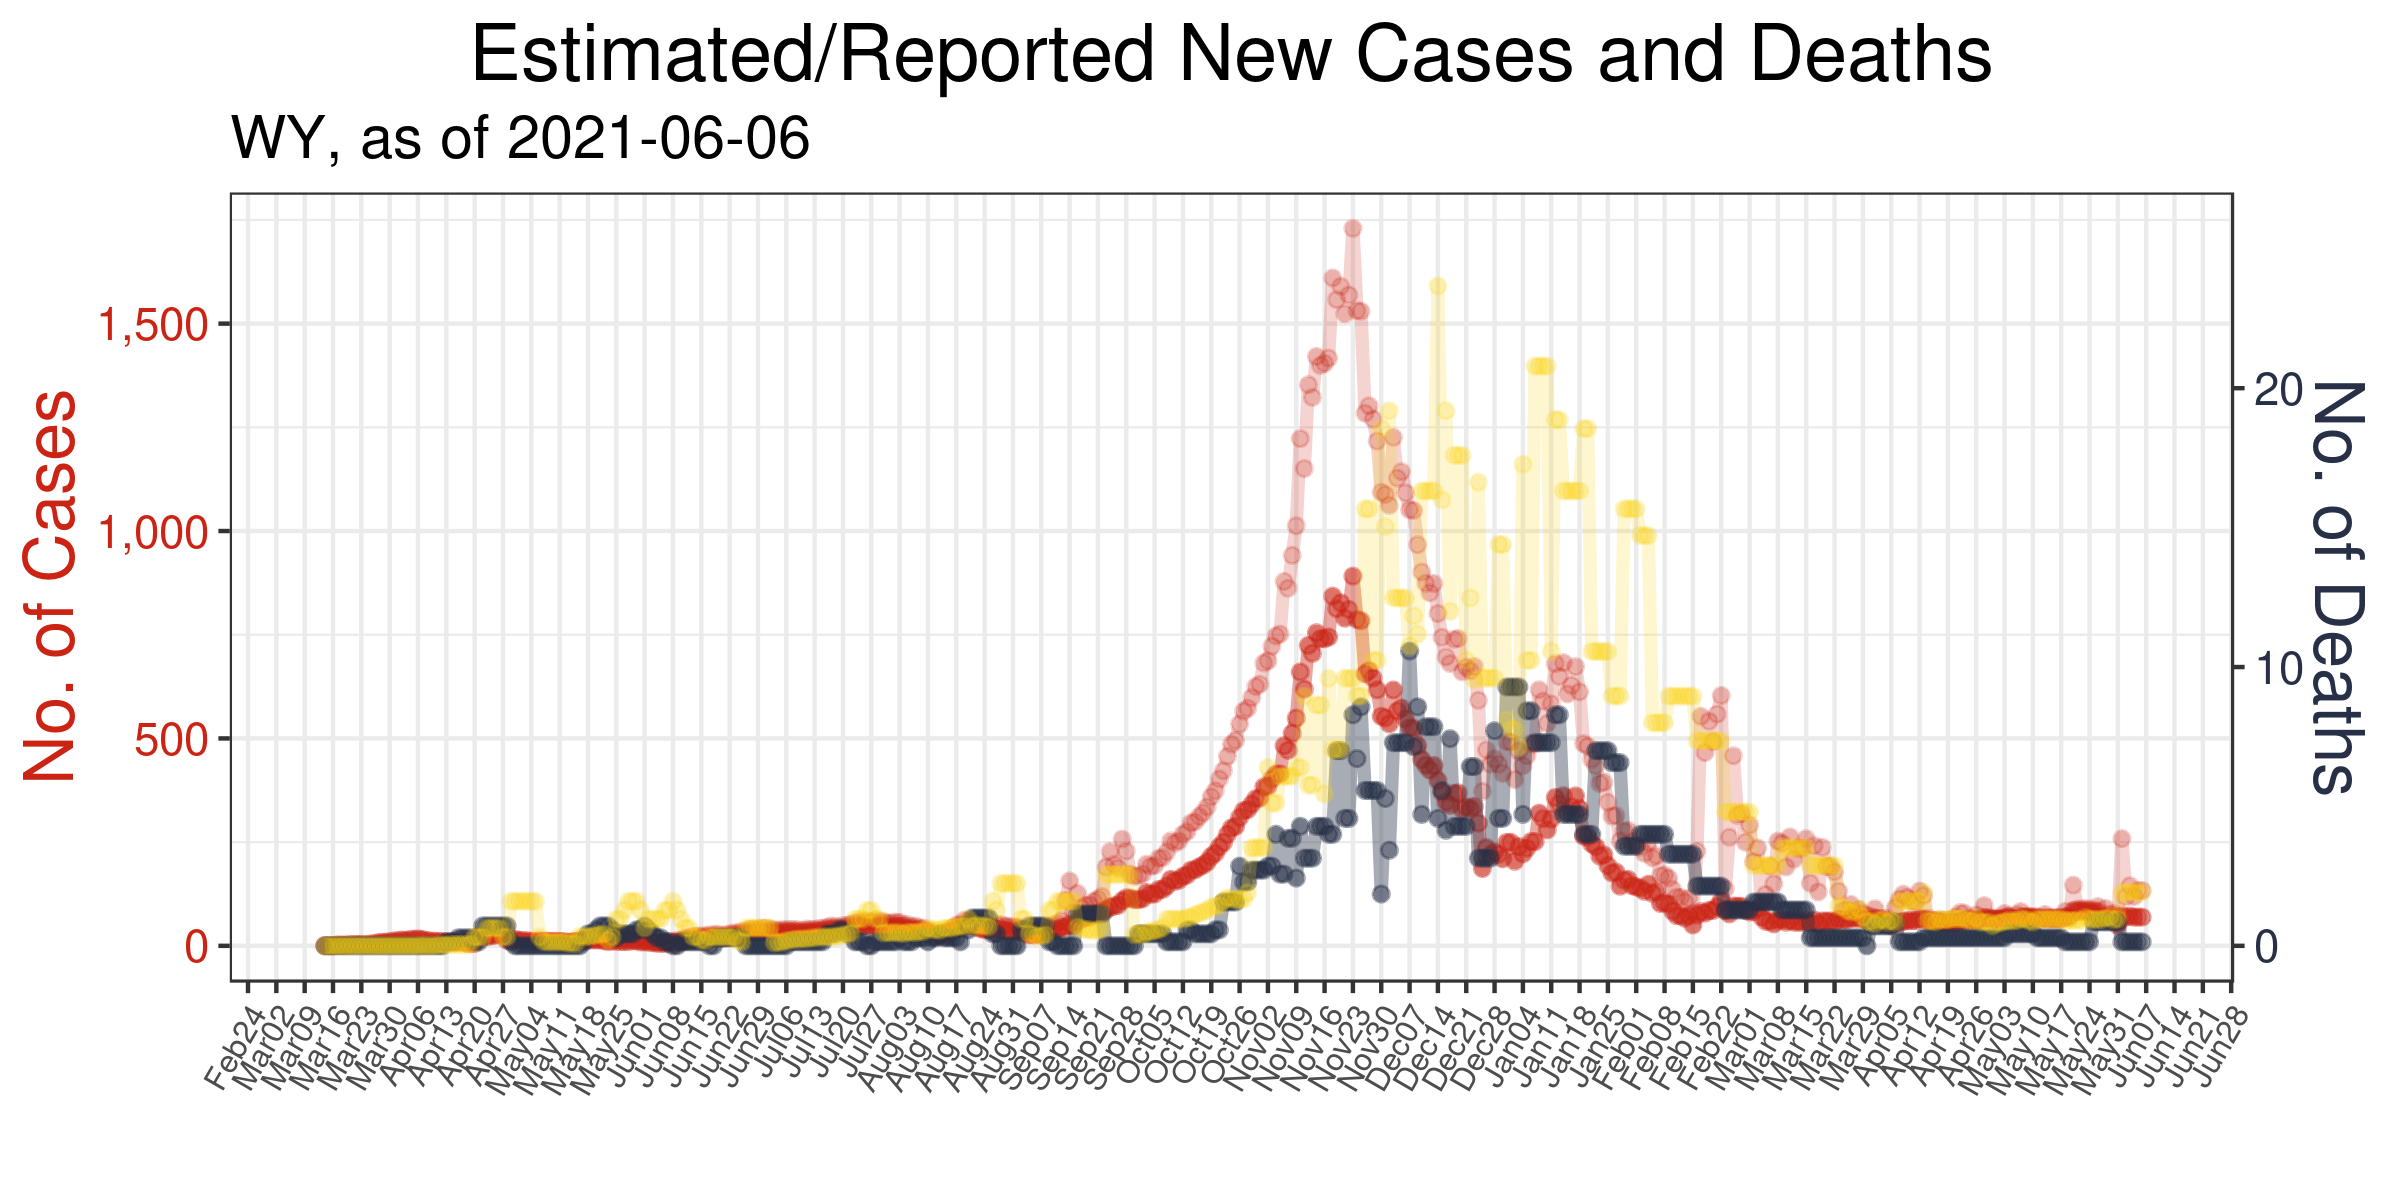 Estimated/Reported New Cases and Deaths
WY, as of 2021-06-06
No. of Cases
1,500
1,000
500
0
20
10
0
No. of Deaths
Feb24
Mar02
Mar09
Mar16
Mar23
Mar30
Apr06
Apr13
Apr20
Apr27
May04
May11
May18
May25
Jun01
Jun08
Jun15
Jun22
Jun29
Jul06
Jul13
Jul20
Jul27
Aug03
Aug10
Aug17
Aug24
Aug31
Sep07
Sep14
Sep21
Sep28
Oct05
Oct12
Oct19
Oct26
Nov02
Nov09
Nov16
Nov23
Nov30
Dec07
Dec14
Dec21
Dec28
Jan04
Jan11
Jan18
Jan25
Feb01
Feb08
Feb15
Feb22
Mar01
Mar08
Mar15
Mar22
Mar29
Apr05
Apr12
Apr19
Apr26
May03
May10
May17
May24
May31
Jun07
Jun14
Jun21
Jun28